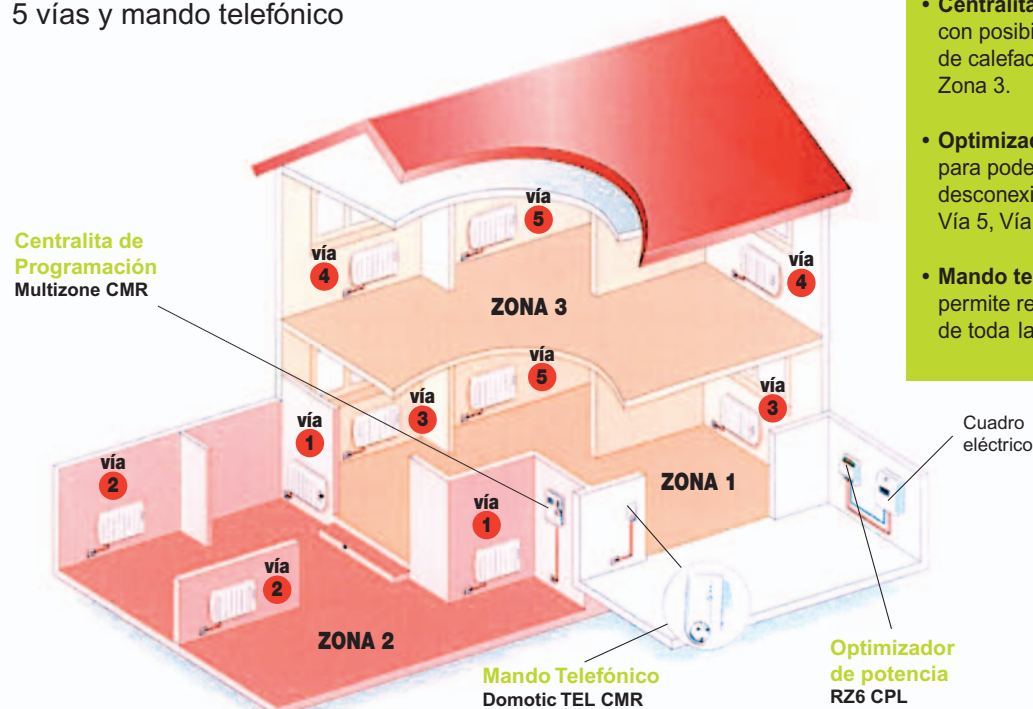 5 vías y mando telefónico
• Centralita
con posibi
de calefac
Zona 3.
• Optimizad
para pode
desconexi
Vía 5, Vía
• Mando te
permite re
de toda la
Centralita de
Programación
Multizone CMR
vía
5
vía
4
vía
4
ZONA 3
vía
5
vía
3
vía
3
vía
1
vía
2
ZONA 1
vía
1
vía
2
ZONA 2
Cuadro
eléctrico
Mando Telefónico
Domotic TEL CMR
Optimizador
de potencia
RZ6 CPL